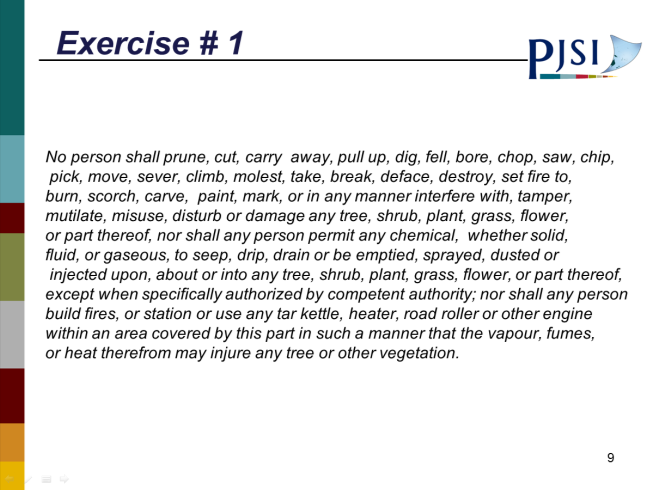 Exercise # 1
PJSI
No person shall prune, cut, carry away, pull up, dig, fell, bore, chop, saw, chip,
pick, move, sever, climb, molest, take, break, deface, destroy, set fire to,
burn, scorch, carve, paint, mark, or in any manner interfere with, tamper,
mutilate, misuse, disturb or damage any tree, shrub, plant, grass, flower,
or part thereof, nor shall any person permit any chemical, whether solid,
fluid, or gaseous, to seep, drip, drain or be emptied, sprayed, dusted or
injected upon, about or into any tree, shrub, plant, grass, flower, or part thereof,
except when specifically authorized by competent authority; nor shall any person
build fires, or station or use any tar kettle, heater, road roller or other engine
within an area covered by this part in such a manner that the vapour, fumes,
or heat therefrom may injure any tree or other vegetation.
9